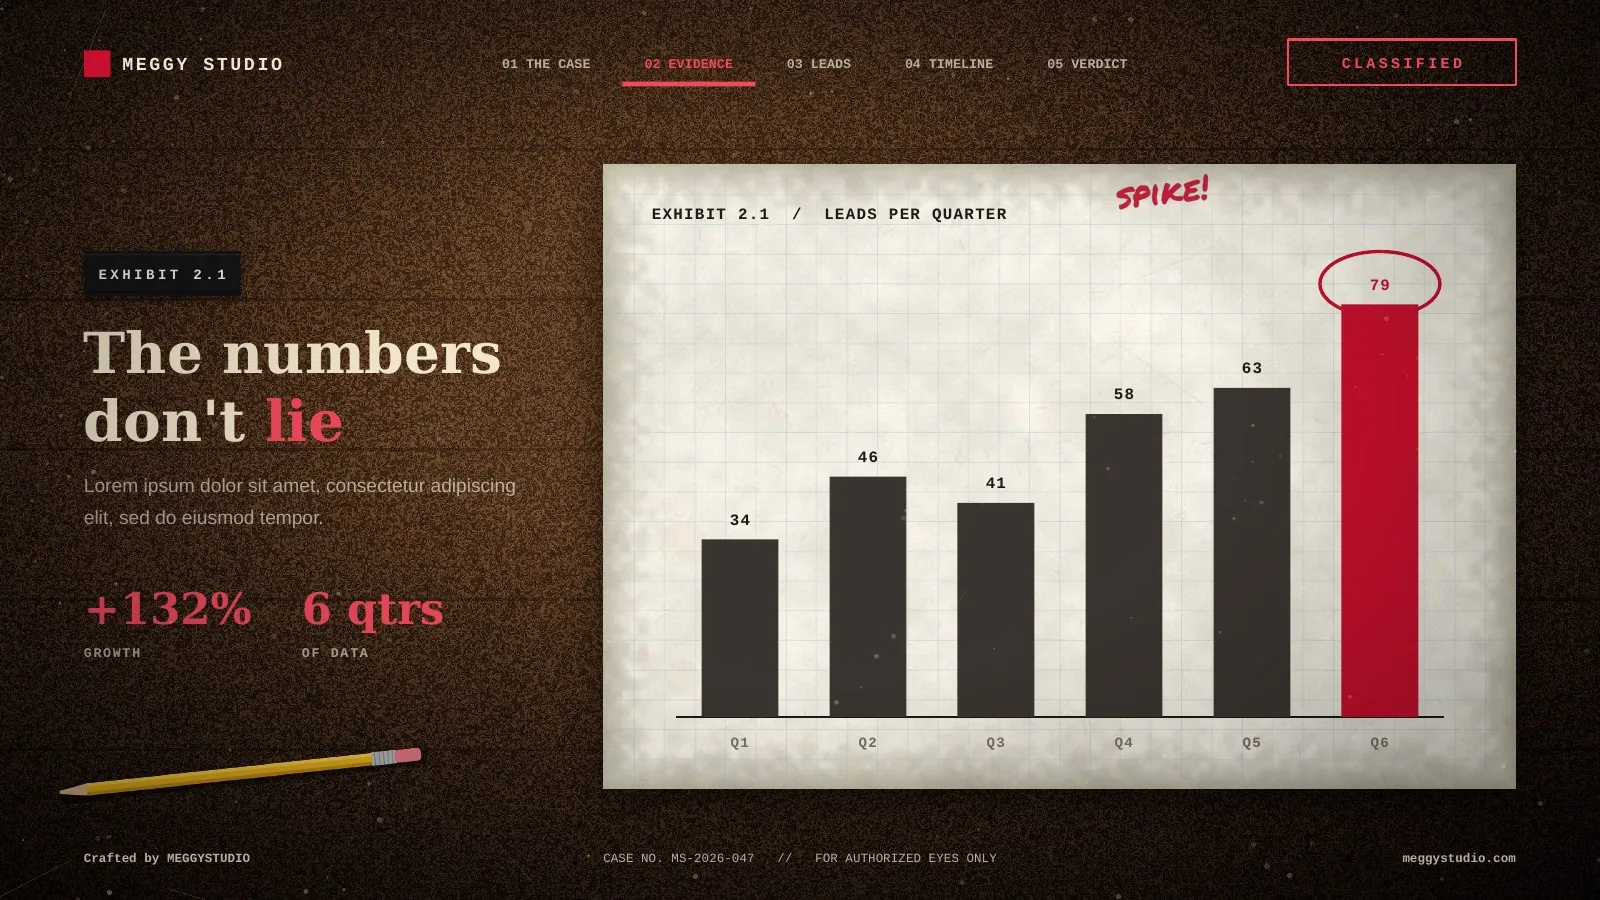 MEGGY STUDIO
01 THE CASE
02 EVIDENCE
03 LEADS
04 TIMELINE
05 VERDICT
CLASSIFIED
EXHIBIT 2.1
The numbers
don't lie
Lorem ipsum dolor sit amet, consectetur adipiscing
elit, sed do eiusmod tempor.
+132%
GROWTH
6 qtrs
OF DATA
EXHIBIT 2.1 / LEADS PER QUARTER
SPIKE!
34
46
41
58
63
79
Q1
Q2
Q3
Q4
Q5
Q6
Crafted by MEGGYSTUDIO
CASE NO. MS-2026-047 // FOR AUTHORIZED EYES ONLY
meggystudio.com